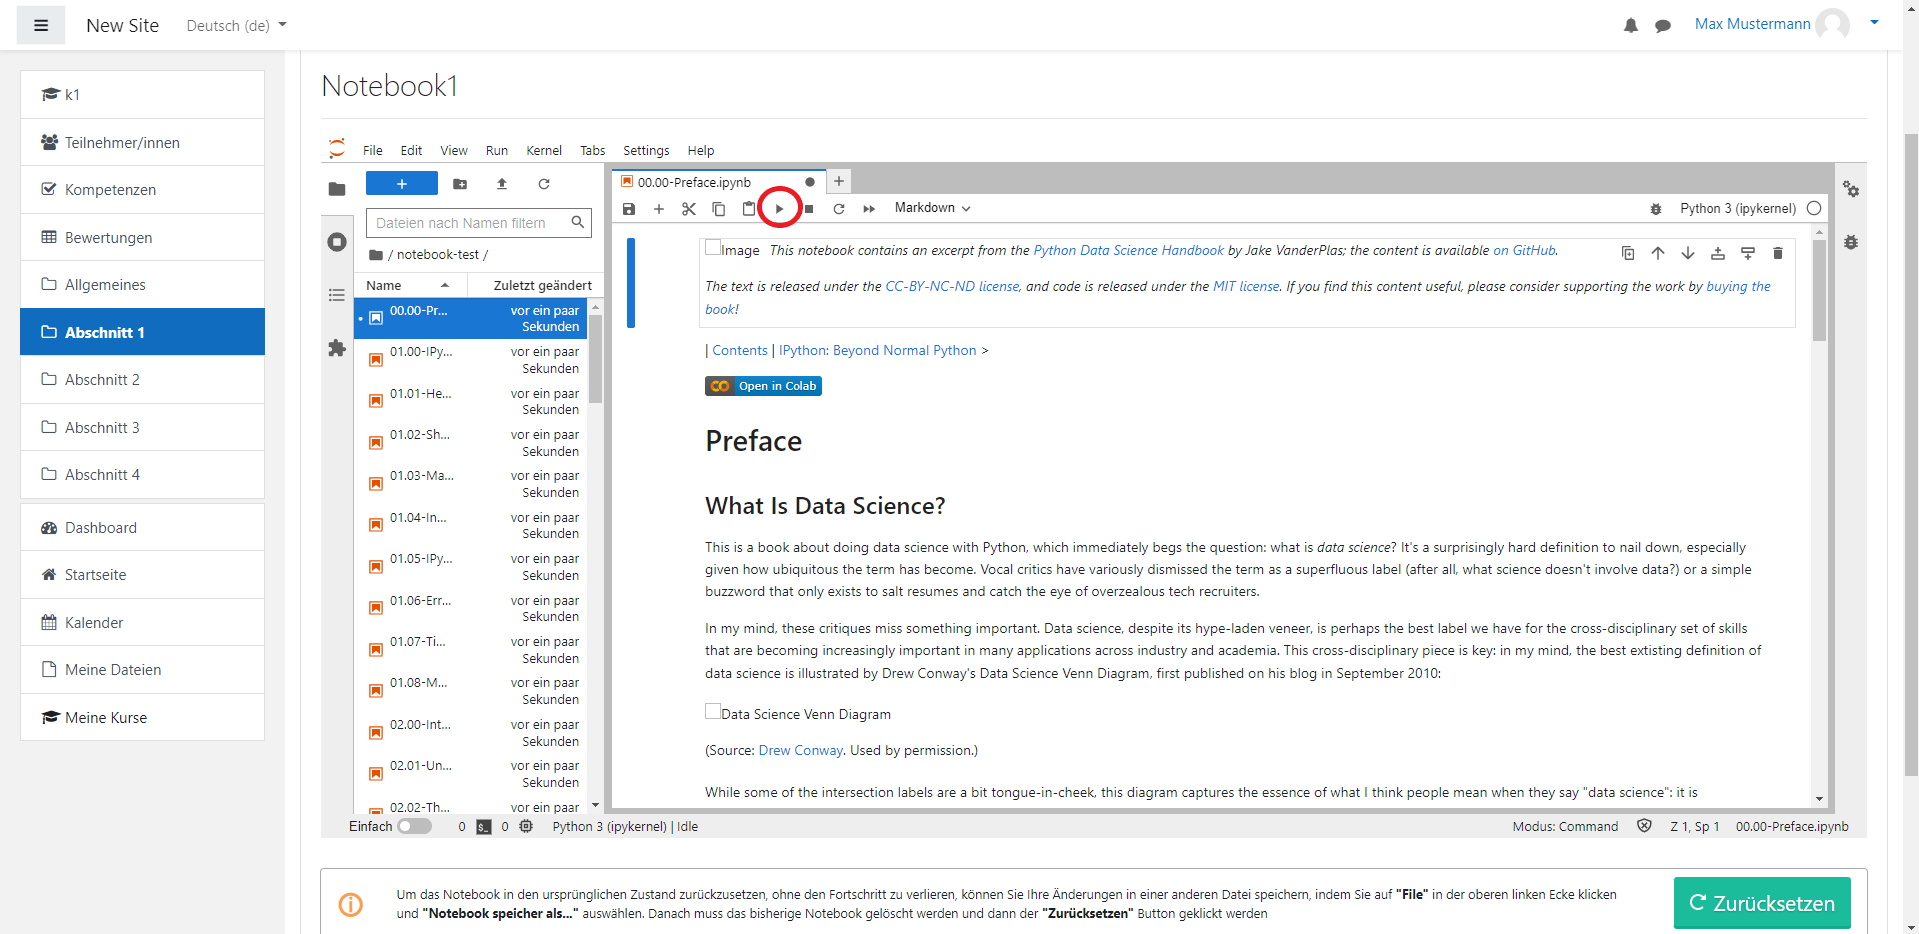 New Site
Deutsch (de)
Max Mustermann
k1
Teilnehmer/innen
Kompetenzen
Bewertungen
Allgemeines
Abschnitt 1
Abschnitt 2
Abschnitt 3
Abschnitt 4
Dashboard
Startseite
Kalender
Meine Dateien
Meine Kurse
Notebook1
File Edit View Run Kernel Tabs Settings Help
+
Dateien nach Namen filtern
/ notebook-test /
Name Zuletzt geändert
00.00-Pr... vor ein paar
Sekunden
01.00-IPy... vor ein paar
Sekunden
01.01-He... vor ein paar
Sekunden
01.02-Sh... vor ein paar
Sekunden
01.03-Ma... vor ein paar
Sekunden
01.04-In... vor ein paar
Sekunden
01.05-IPy... vor ein paar
Sekunden
01.06-Err... vor ein paar
Sekunden
01.07-Ti... vor ein paar
Sekunden
01.08-M... vor ein paar
Sekunden
02.00-Int... vor ein paar
Sekunden
02.01-Un... vor ein paar
Sekunden
02.02-Th... vor ein paar
00.00-Preface.ipynb
+
Markdown
Python 3 (ipykernel)
Image This notebook contains an excerpt from the Python Data Science Handbook by Jake VanderPlas; the content is available on GitHub.
The text is released under the CC-BY-NC-ND license, and code is released under the MIT license. If you find this content useful, please consider supporting the work by buying the
book!
| Contents | IPython: Beyond Normal Python >
Open in Colab
Preface
What Is Data Science?
This is a book about doing data science with Python, which immediately begs the question: what is data science? It's a surprisingly hard definition to nail down, especially
given how ubiquitous the term has become. Vocal critics have variously dismissed the term as a superfluous label (after all, what science doesn't involve data?) or a simple
buzzword that only exists to salt resumes and catch the eye of overzealous tech recruiters.
In my mind, these critiques miss something important. Data science, despite its hype-laden veneer, is perhaps the best label we have for the cross-disciplinary set of skills
that are becoming increasingly important in many applications across industry and academia. This cross-disciplinary piece is key: in my mind, the best extisting definition of
data science is illustrated by Drew Conway's Data Science Venn Diagram, first published on his blog in September 2010:
Data Science Venn Diagram
(Source: Drew Conway. Used by permission.)
While some of the intersection labels are a bit tongue-in-cheek, this diagram captures the essence of what I think people mean when they say "data science": it is
Einfach 0 $_ 0 Python 3 (ipykernel) | Idle
Modus: Command Z 1, Sp 1 00.00-Preface.ipynb
Um das Notebook in den ursprünglichen Zustand zurückzusetzen, ohne den Fortschritt zu verlieren, können Sie Ihre Änderungen in einer anderen Datei speichern, indem Sie auf "File" in der oberen linken Ecke klicken
und "Notebook speicher als..." auswählen. Danach muss das bisherige Notebook gelöscht werden und dann der "Zurücksetzen" Button geklickt werden
Zurücksetzen